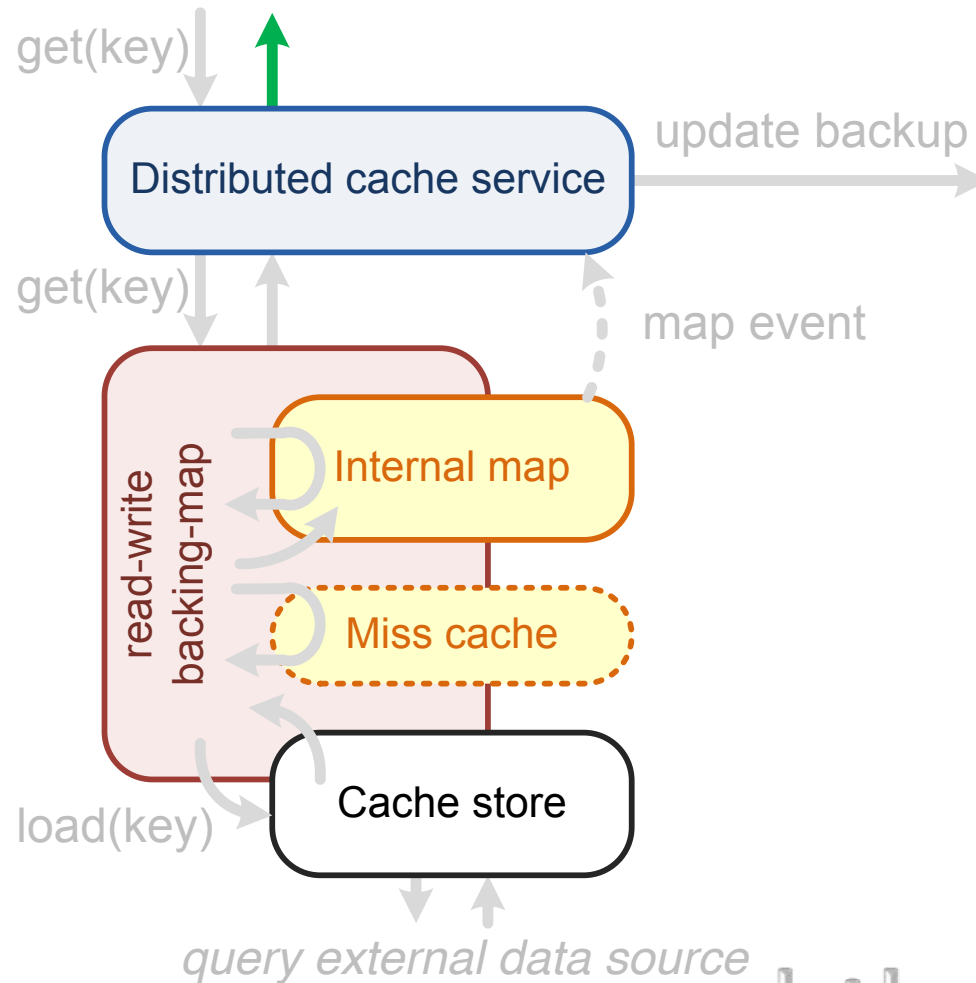 get(key)
update backup
Distributed cache service
get(key)
map event
read-write
backing-map
Internal map
Miss cache
Cache store
load(key)
query external data source